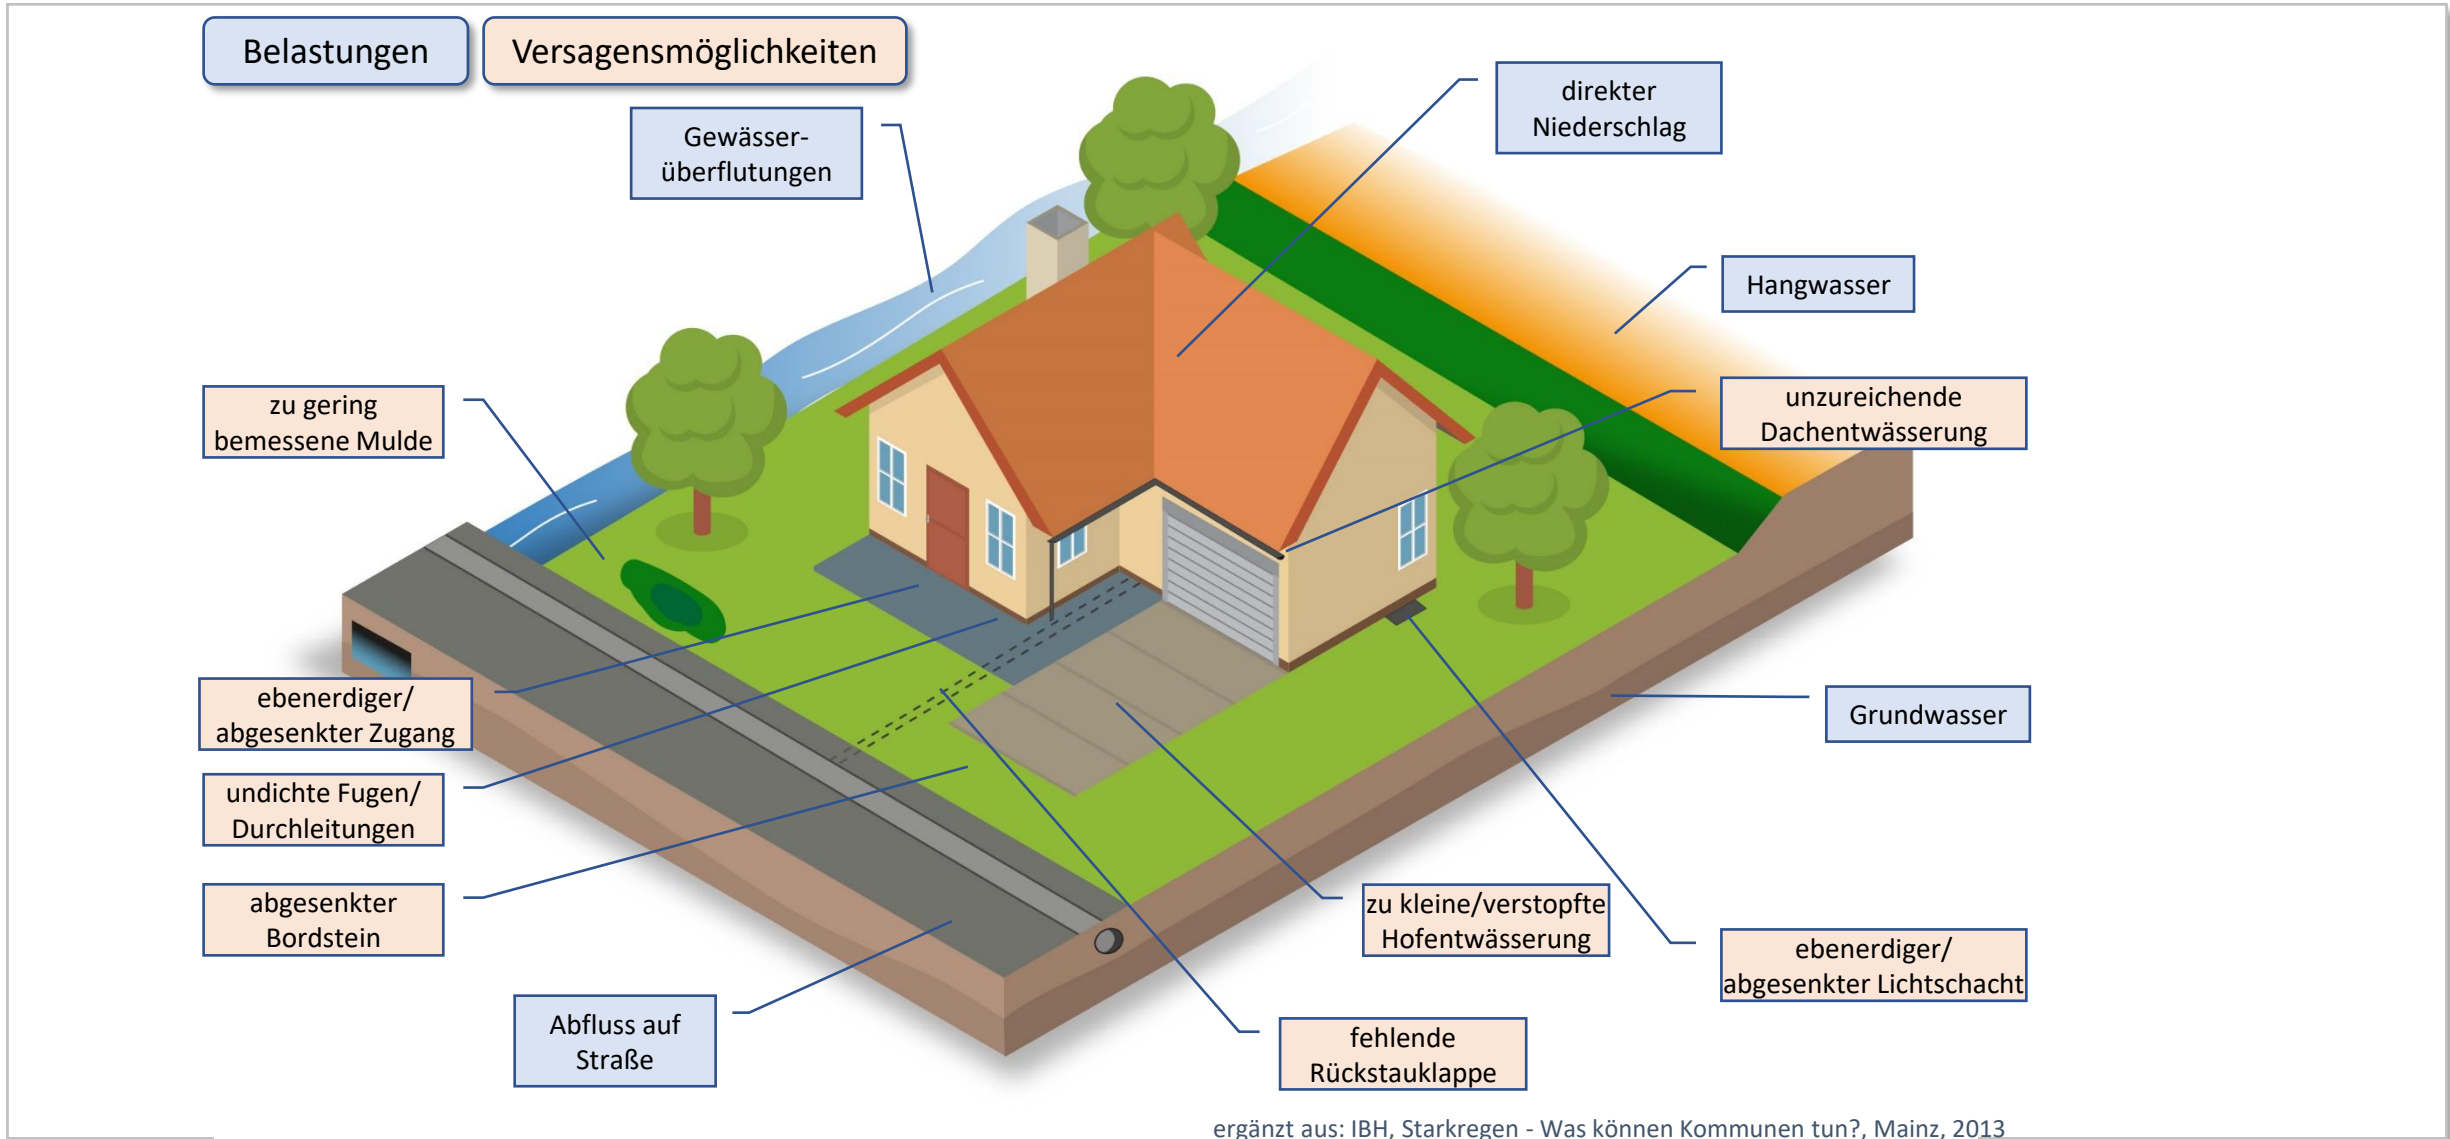 Belastungen
Versagensmöglichkeiten
Gewässer-
überflutungen
direkter
Niederschlag
Hangwasser
zu gering
bemessene Mulde
unzureichende
Dachentwässerung
ebenerdiger/
abgesenkter Zugang
Grundwasser
undichte Fugen/
Durchleitungen
abgesenkter
Bordstein
zu kleine/verstopfte
Hofentwässerung
ebenerdiger/
abgesenkter Lichtschacht
Abfluss auf
Straße
fehlende
Rückstauklappe
ergänzt aus: IBH, Starkregen - Was können Kommunen tun?, Mainz, 2013